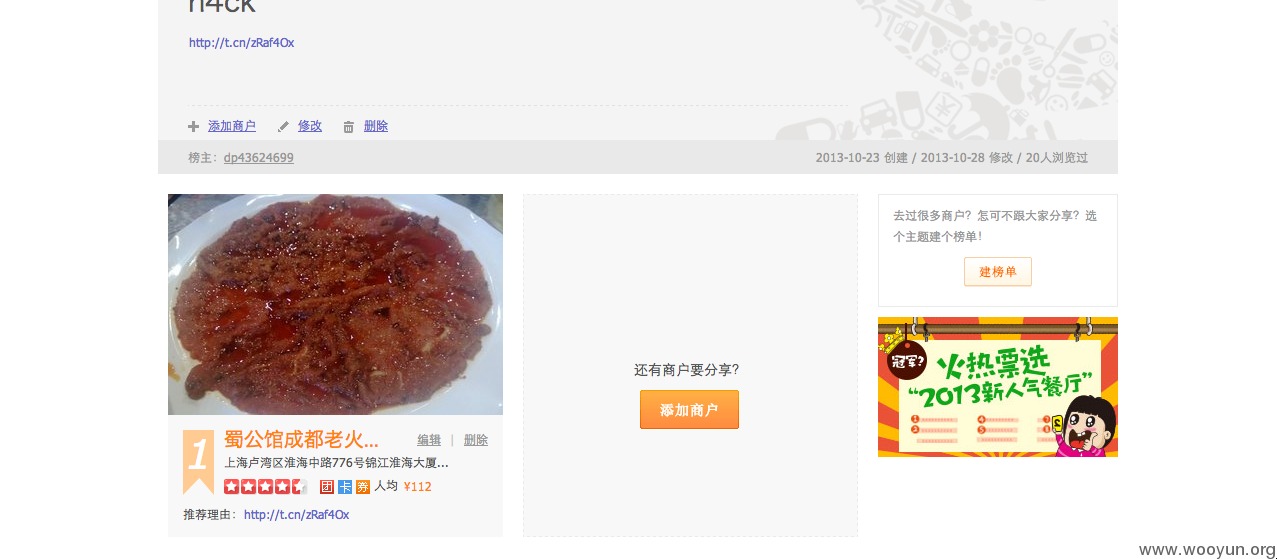 h4ck
http://t.cn/zRaf4Ox
添加商户 修改 删除
榜主：dp43624699
2013-10-23 创建 / 2013-10-28 修改 / 20人浏览过
1
蜀公馆成都老火... 编辑 | 删除
上海卢湾区淮海中路776号锦江淮海大厦...
团 卡 券 人均 ¥112
推荐理由：http://t.cn/zRaf4Ox
还有商户要分享?
添加商户
去过很多商户? 怎可不跟大家分享? 选
个主题建个榜单!
建榜单
冠军?
火热票选
“2013新人气餐厅”
www.wooyun.org